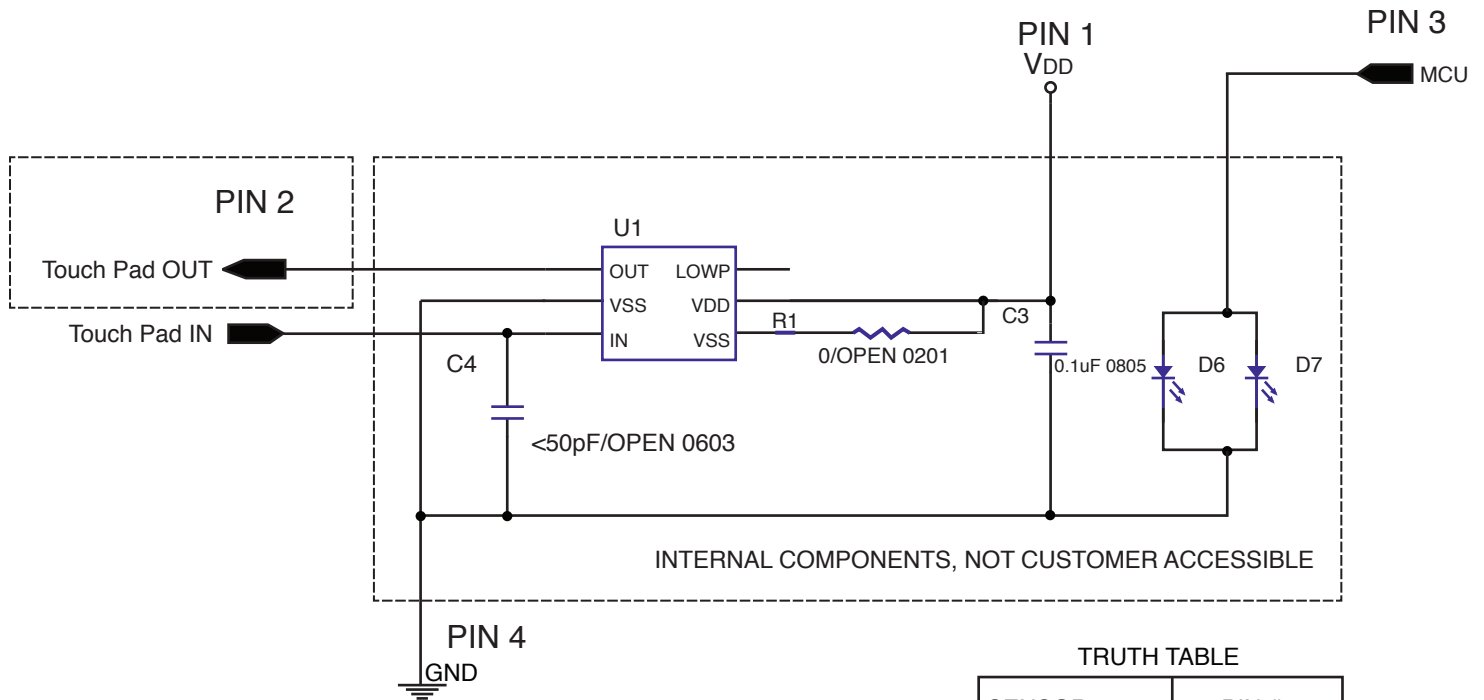 PIN 1
VDD
PIN 3
MCU
PIN 2
Touch Pad OUT
Touch Pad IN
U1
OUT
LOWP
VSS
VDD
IN
VSS
R1
0/OPEN 0201
C3
0.1uF 0805
D6
D7
C4
<50pF/OPEN 0603
INTERNAL COMPONENTS, NOT CUSTOMER ACCESSIBLE
PIN 4
GND
TRUTH TABLE